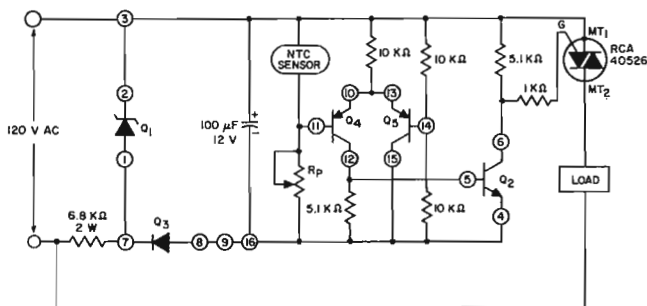 3
G
MT1
RCA
40526
MT2
10 KΩ
10 KΩ
5.1 KΩ
1 KΩ
NTC
SENSOR
2
Q1
1
120 V AC
100 µF
12 V
+
-
10
13
11
Q4
Q5
14
12
15
6
5
Q2
4
LOAD
RP
5.1 KΩ
10 KΩ
6.8 KΩ
2 W
7
Q3
8
9
16